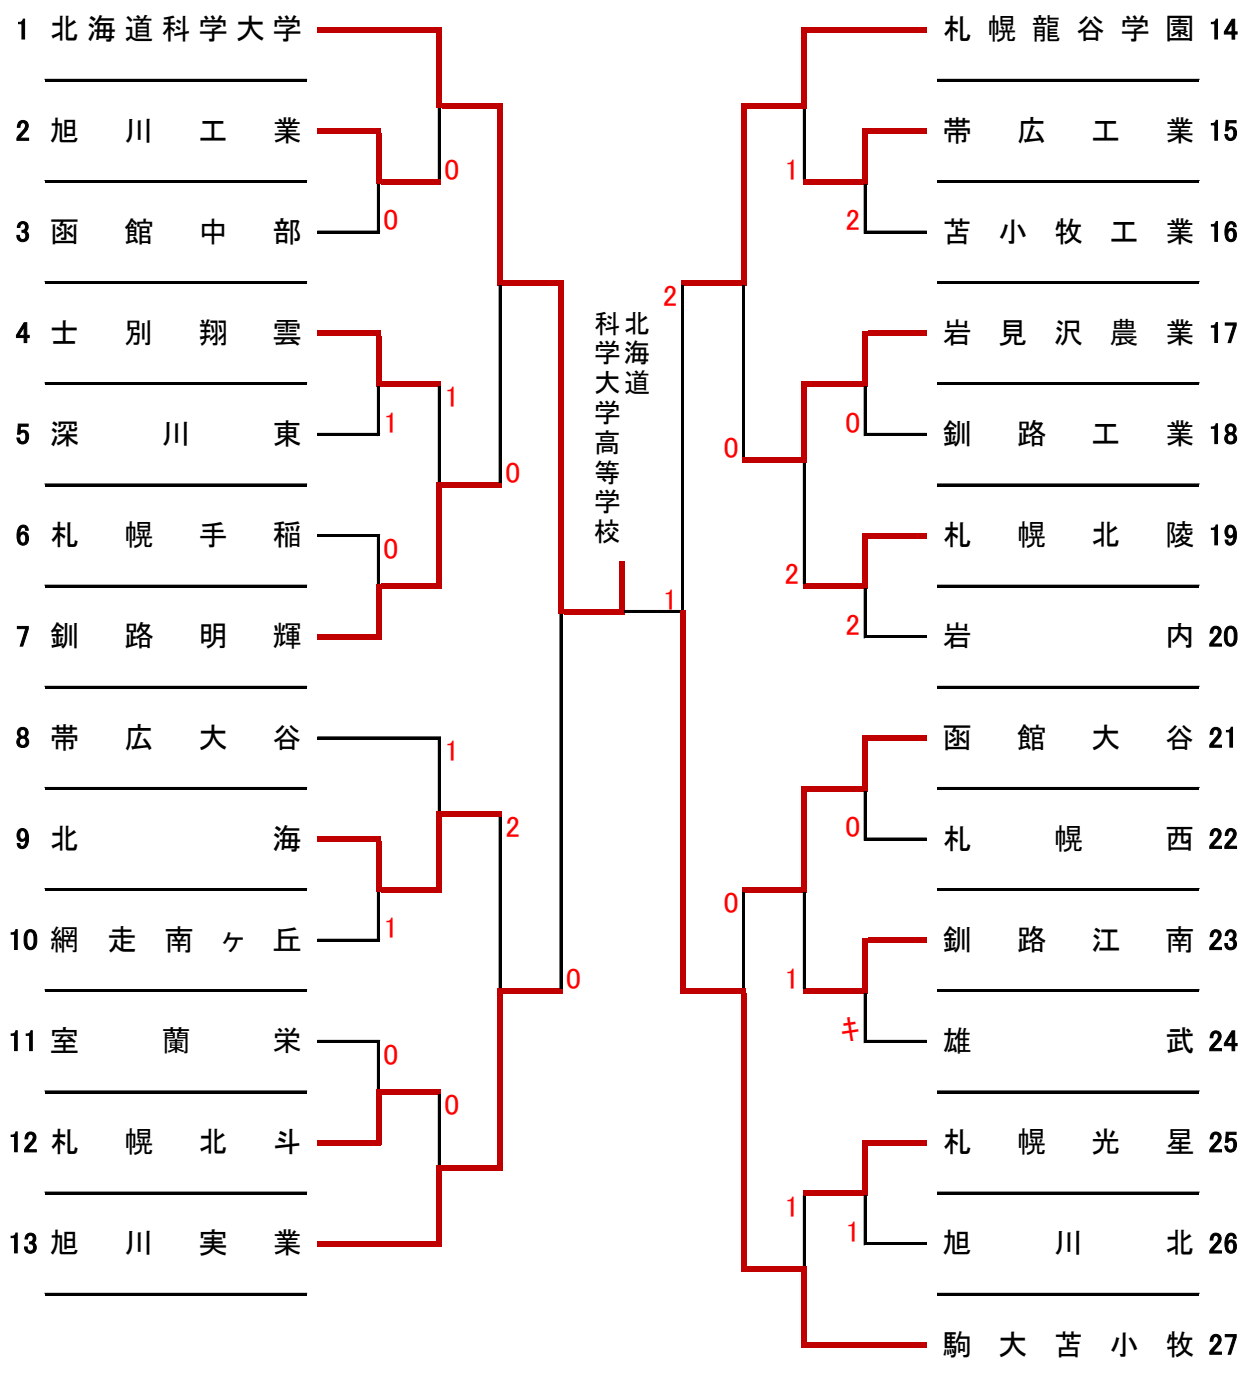 1 北海道科学大学
2 旭川工業
0
3 函館中部
0
4 士別翔雲
1
5 深川東
1
0
6 札幌手稲
0
7 釧路明輝
8 帯広大谷
1
9 北海
2
10 網走南ヶ丘
1
0
11 室蘭栄
0
12 札幌北斗
0
13 旭川実業
北海道
科学大学高等学校
1
札幌龍谷学園 14
帯広工業 15
1
苫小牧工業 16
2
2
岩見沢農業 17
釧路工業 18
0
0
札幌北陵 19
2
岩内 20
2
函館大谷 21
札幌西 22
0
0
釧路江南 23
1
雄武 24
キ
札幌光星 25
1
旭川北 26
1
駒大苫小牧 27